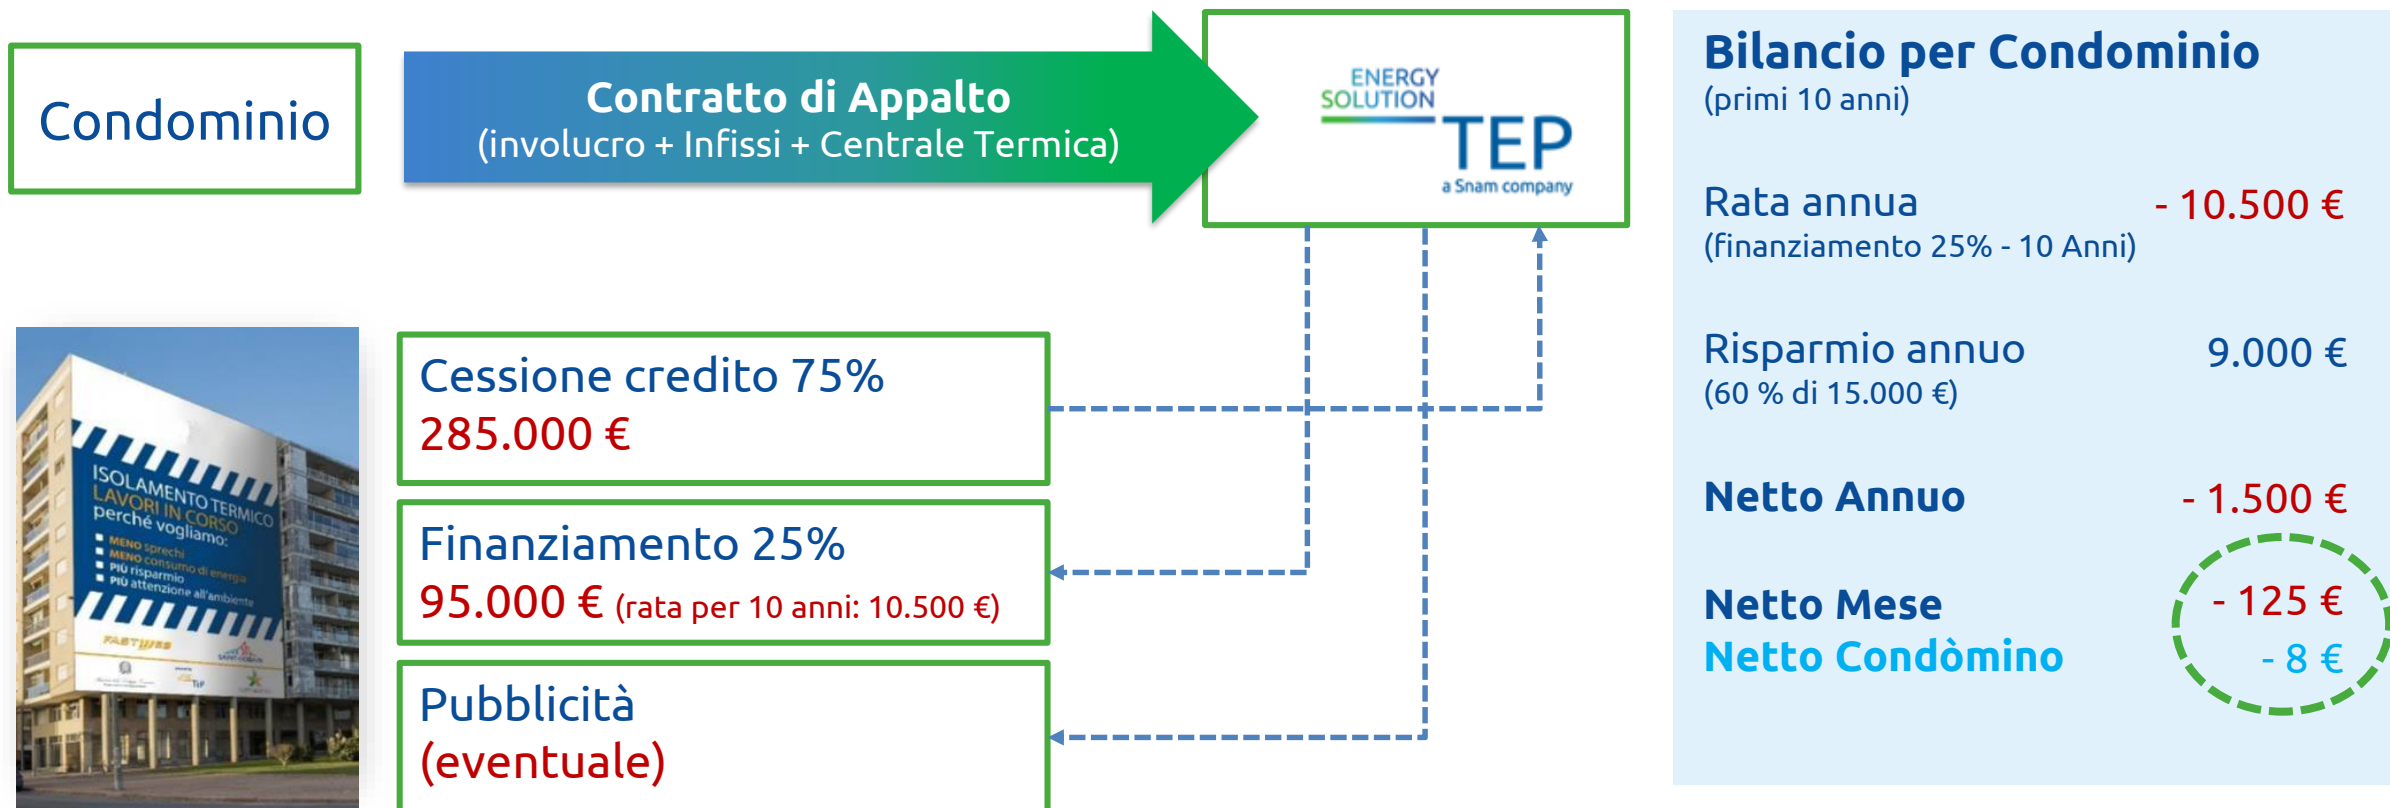 Condominio
Contratto di Appalto
(involucro + Infissi + Centrale Termica)
ENERGY
SOLUTION
TEP
a Snam company
Cessione credito 75%
285.000 €
Finanziamento 25%
95.000 € (rata per 10 anni: 10.500 €)
Pubblicità
(eventuale)
ISOLAMENTO TERMICO
LAVORI IN CORSO
perché vogliamo:
MENO sprechi
MENO consumo di energia
PIÙ risparmio
PIÙ attenzione all'ambiente
FASTWEB
TEP
Bilancio per Condominio
(primi 10 anni)
Rata annua - 10.500 €
(finanziamento 25% - 10 Anni)
Risparmio annuo 9.000 €
(60 % di 15.000 €)
Netto Annuo - 1.500 €
Netto Mese - 125 €
Netto Condòmino - 8 €